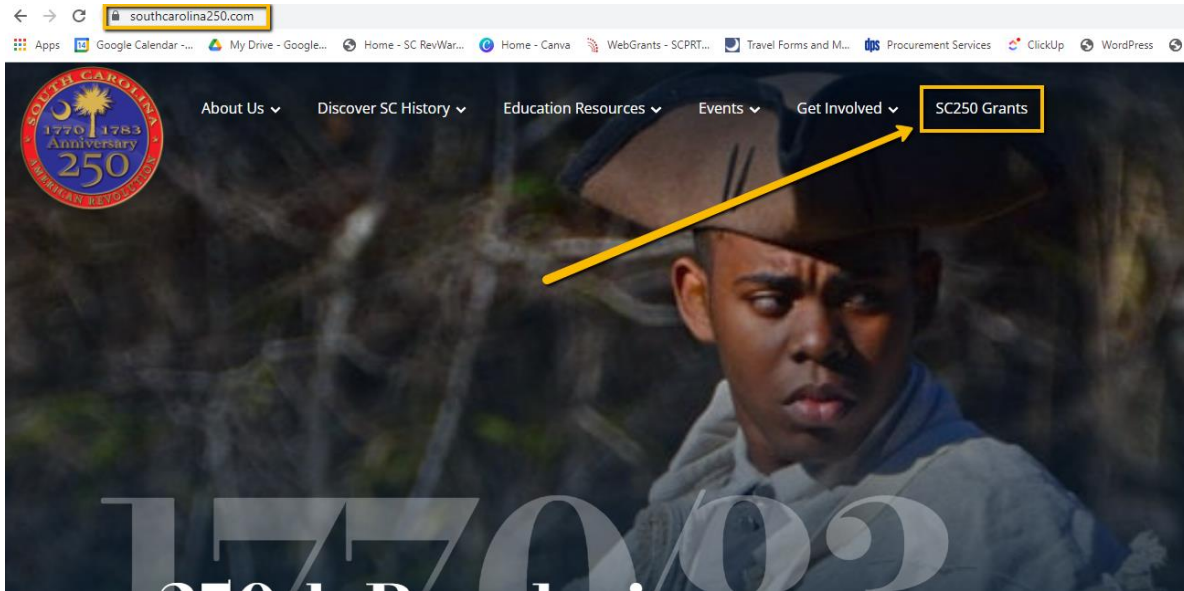 southcarolina250.com
Apps Google Calendar -... My Drive - Google... Home - SC RevWar... Home - Canva WebGrants - SCPRT... Travel Forms and M... dps Procurement Services ClickUp WordPress
SOUTH CAROLINA
1770 1783
Anniversary
250
AMERICAN REVOLUTION
About Us Discover SC History Education Resources Events Get Involved SC250 Grants